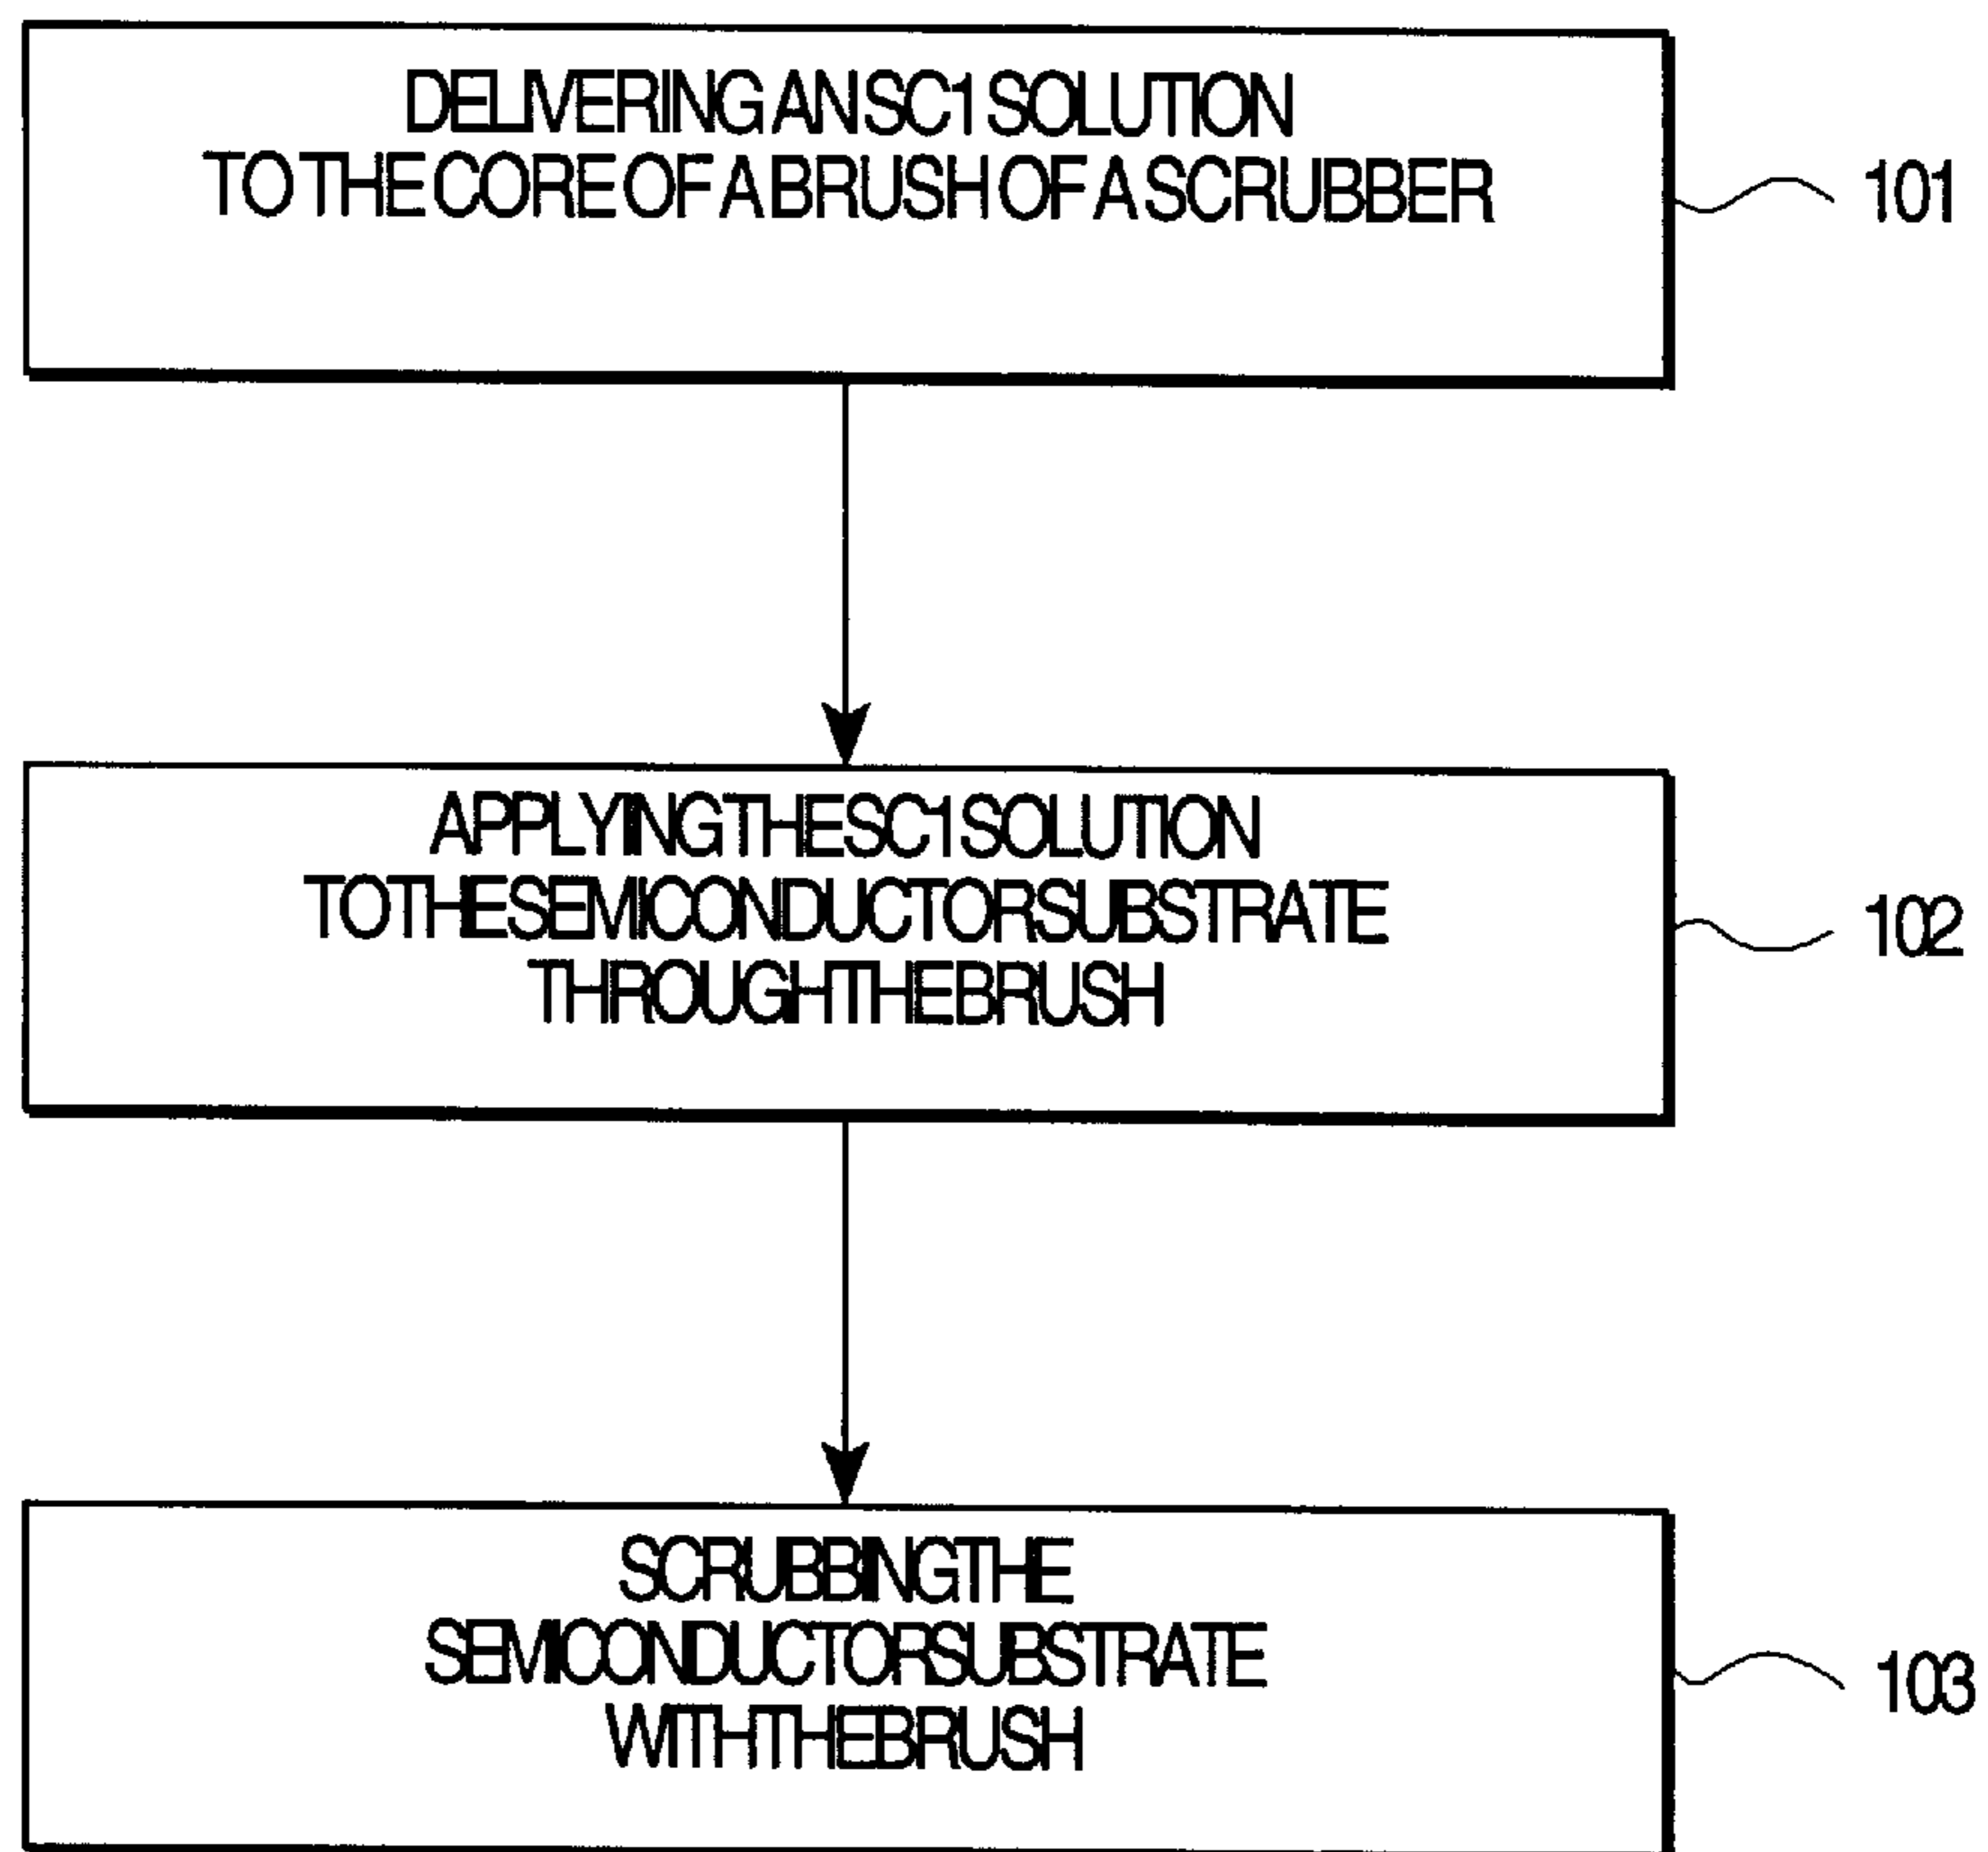 DELIVERING AN SC1 SOLUTION
TO THE CORE OF A BRUSH OF A SCRUBBER
101
APPLYING THE SC1 SOLUTION
TO THE SEMICONDUCTOR SUBSTRATE
THROUGH THE BRUSH
102
SCRUBBING THE
SEMICONDUCTOR SUBSTRATE
WITH THE BRUSH
103